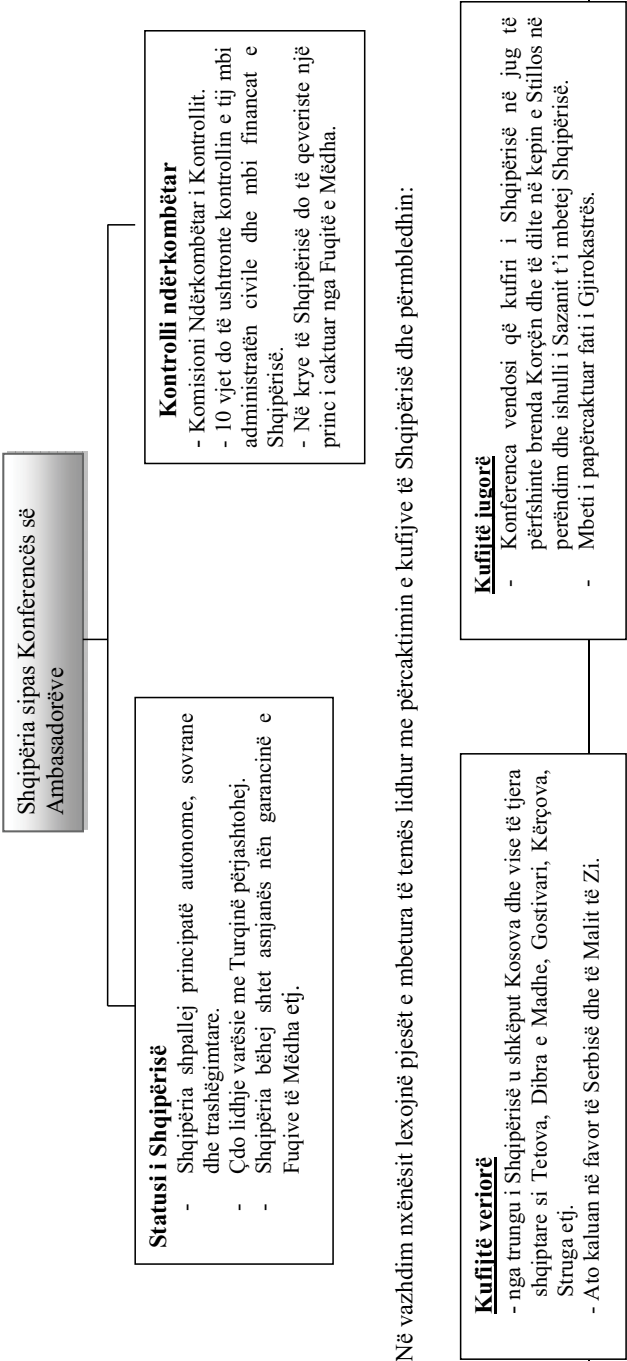 Shqipëria sipas Konferencës së
Ambasadorëve
Statusi i Shqipërisë
- Shqipëria shpallej principatë autonome, sovrane
dhe trashëgimtare.
- Çdo lidhje varësie me Turqinë përjashtohej.
- Shqipëria bëhej shtet asnjanës nën garancinë e
Fuqive të Mëdha etj.
Kontrolli ndërkombëtar
- Komisioni Ndërkombëtar i Kontrollit.
- 10 vjet do të ushtronte kontrollin e tij mbi
administratën civile dhe mbi financat e
Shqipërisë.
- Në krye të Shqipërisë do të qeveriste një
princ i caktuar nga Fuqitë e Mëdha.
Në vazhdim nxënësit lexojnë pjesët e mbetura të temës lidhur me përcaktimin e kufijve të Shqipërisë dhe përmbledhin:
Kufijtë veriorë
- nga trungu i Shqipërisë u shkëput Kosova dhe vise të tjera
shqiptare si Tetova, Dibra e Madhe, Gostivari, Kërçova,
Struga etj.
- Ato kaluan në favor të Serbisë dhe të Malit të Zi.
Kufijtë jugorë
- Konferenca vendosi që kufiri i Shqipërisë në jug të
përfshinte brenda Korçën dhe të dilte në kepin e Stillos në
perëndim dhe ishulli i Sazanit t’i mbetej Shqipërisë.
- Mbeti i papërcaktuar fati i Gjirokastrës.